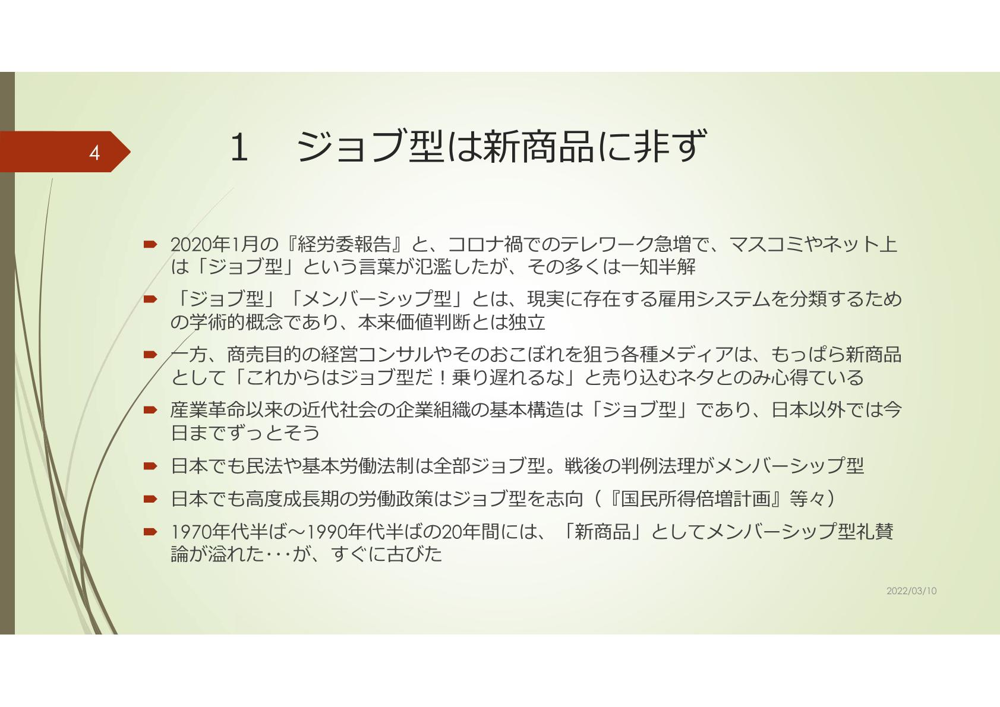 4
1　ジョブ型は新商品に非ず
2020年1月の『経労委報告』と、コロナ禍でのテレワーク急増で、マスコミやネット上
は「ジョブ型」という言葉が氾濫したが、その多くは一知半解
「ジョブ型」「メンバーシップ型」とは、現実に存在する雇用システムを分類するため
の学術的概念であり、本来価値判断とは独立
一方、商売目的の経営コンサルやそのおこぼれを狙う各種メディアは、もっぱら新商品
として「これからはジョブ型だ！乗り遅れるな」と売り込むネタとのみ心得ている
産業革命以来の近代社会の企業組織の基本構造は「ジョブ型」であり、日本以外では今
日までずっとそう
日本でも民法や基本労働法制は全部ジョブ型。戦後の判例法理がメンバーシップ型
日本でも高度成長期の労働政策はジョブ型を志向（『国民所得倍増計画』等々）
1970年代半ば～1990年代半ばの20年間には、「新商品」としてメンバーシップ型礼賛
論が溢れた･･･が、すぐに古びた
2022/03/10